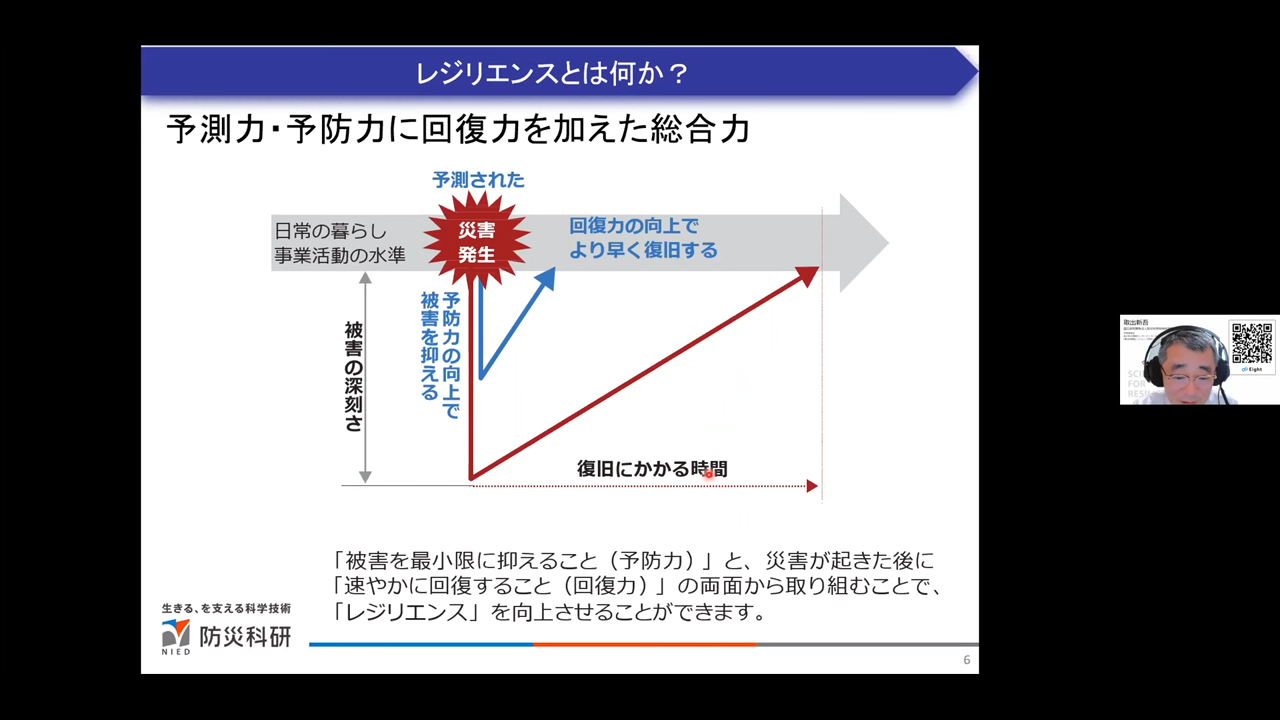 レジリエンスとは何か？
予測力・予防力に回復力を加えた総合力
予測された
日常の暮らし
事業活動の水準
災害
発生
回復力の向上で
より早く復旧する
予防力の向上で
被害を抑える
被害の深刻さ
復旧にかかる時間
「被害を最小限に抑えること（予防力）」と、災害が起きた後に
「速やかに回復すること（回復力）」の両面から取り組むことで、
「レジリエンス」を向上させることができます。
生きる、を支える科学技術
防災科研
NIED
6
取出新吾
Eight
SCI
FOR
RESI